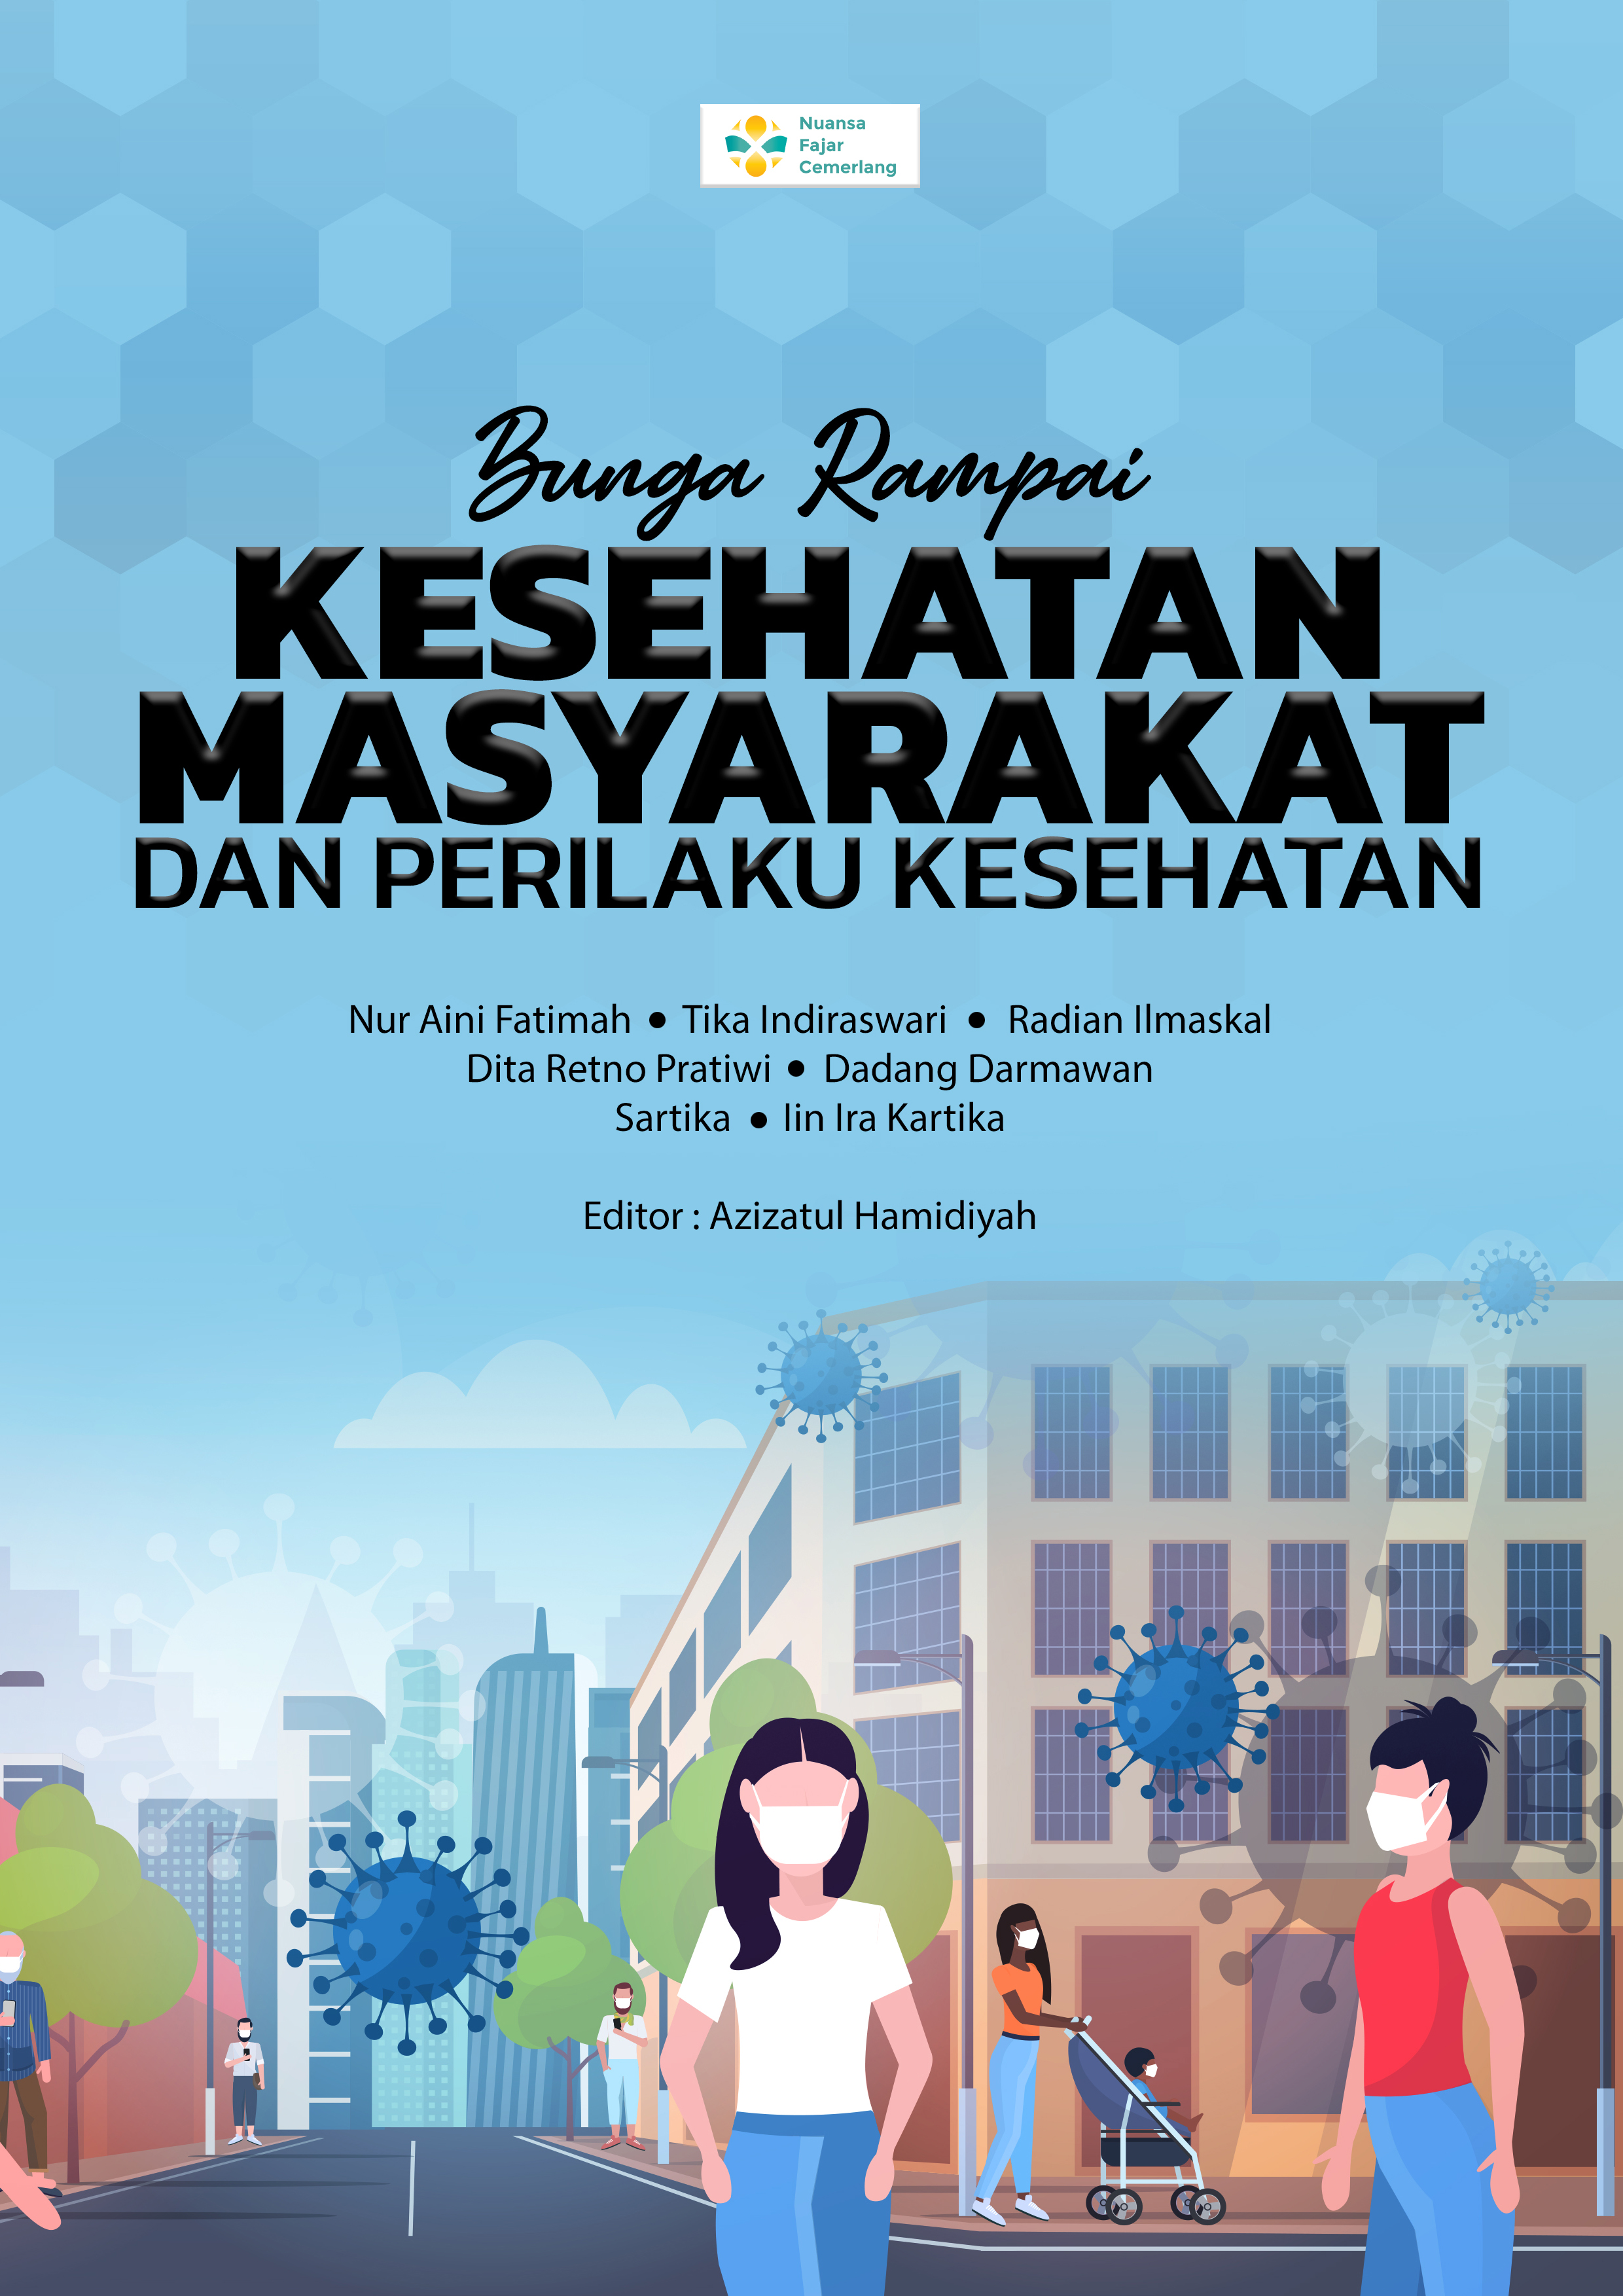 Nuansa
Fajar
Cemerlang
Bunga Rampai
KESEHATAN
MASYARAKAT
DAN PERILAKU KESEHATAN
Nur Aini Fatimah ● Tika Indiraswari ● Radian Ilmaskal
Dita Retno Pratiwi ● Dadang Darmawan
Sartika ● Iin Ira Kartika
Editor : Azizatul Hamidiyah